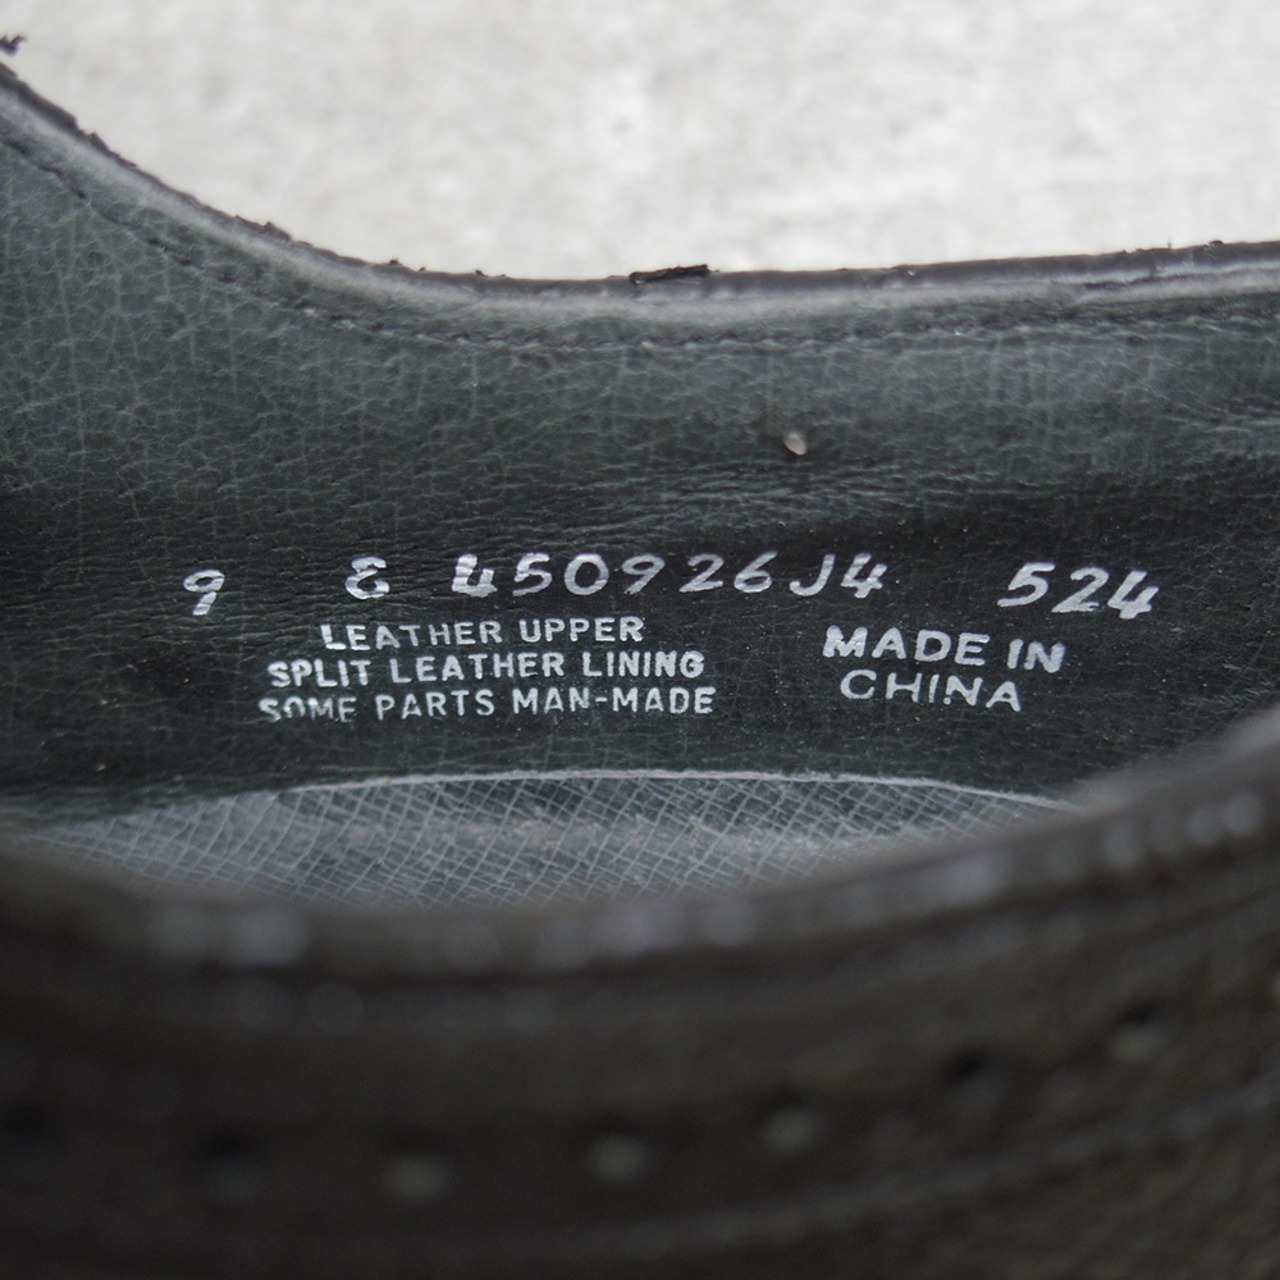 9 E 450926J4 524
LEATHER UPPER
SPLIT LEATHER LINING
SOME PARTS MAN-MADE
MADE IN
CHINA